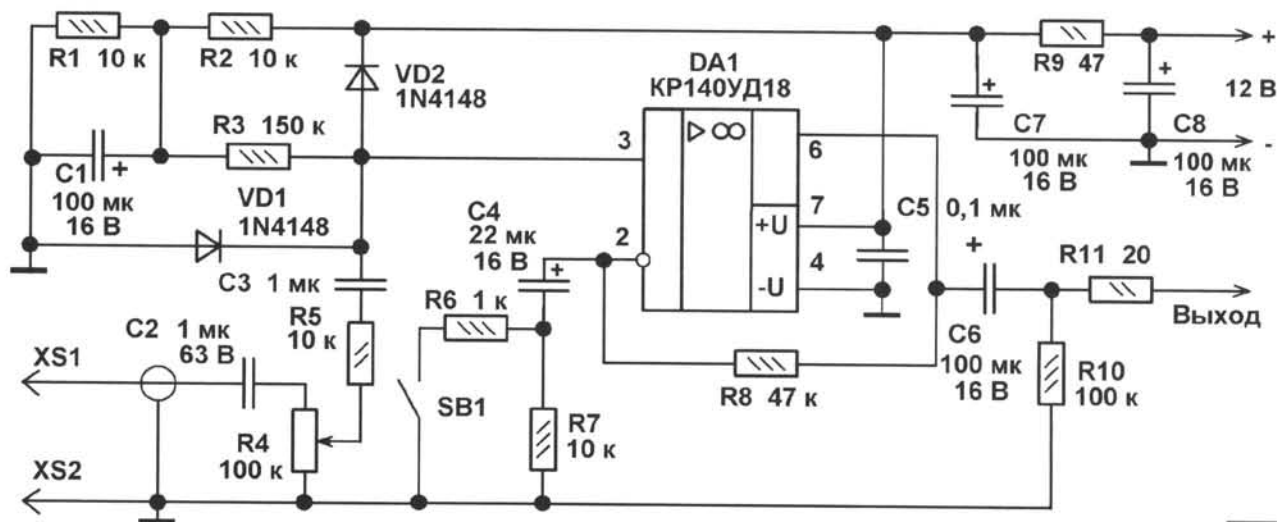 R1 10 к
R2 10 к
VD2
1N4148
R3 150 к
C1
+
100 мк
16 В
VD1
1N4148
C3 1 мк
R5
10 к
C2 1 мк
63 В
XS1
XS2
R4
100 к
SB1
R6 1 к
C4
22 мк
16 В
+
R7
10 к
DA1
КР140УД18
3
2
▷ ∞
6
7
+U
4
-U
C5 0,1 мк
R8 47 к
+
C6
100 мк
16 В
R9 47
+
C7
100 мк
16 В
+
C8
100 мк
16 В
+
12 В
-
R11 20
Выход
R10
100 к